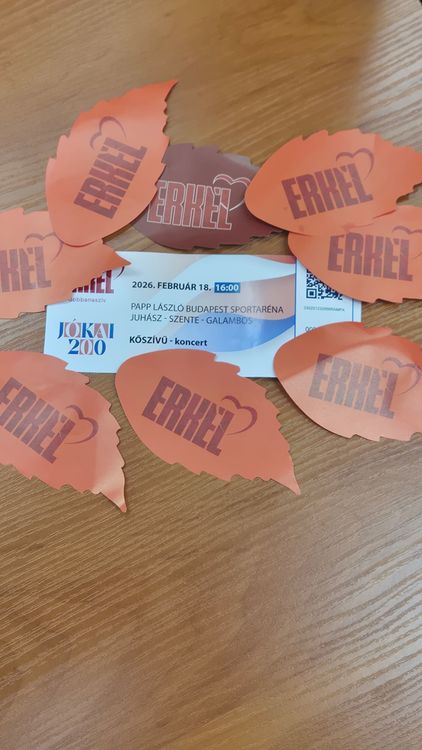 ERKEL
ERKEL
ERKEL
ERKEL
ERKEL
2026. FEBRUÁR 18. 16:00
PAPP LÁSZLÓ BUDAPEST SPORTARÉNA
JUHÁSZ - SZENTE - GALAMBOS
KŐSZÍVŰ - koncert
JÓKAI
200
ERKEL
ERKEL
ERKEL